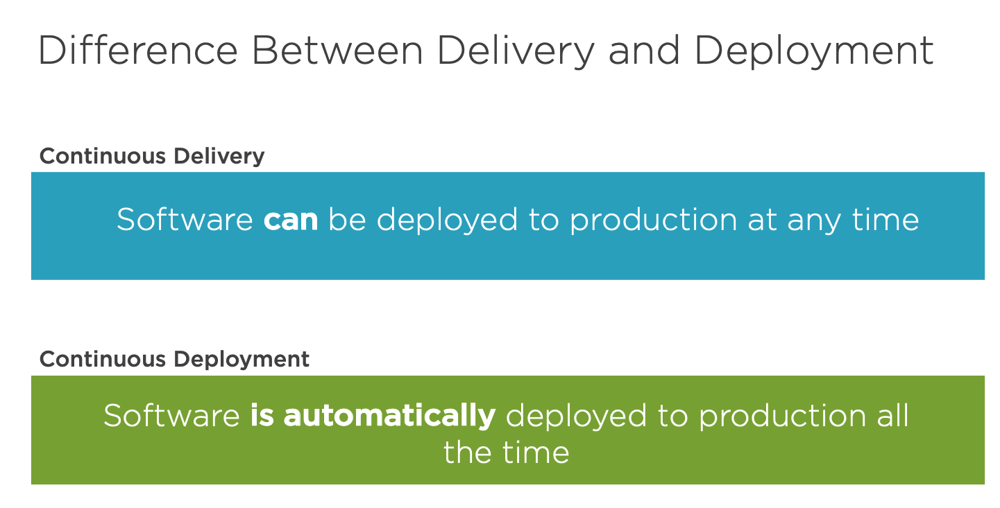 Difference Between Delivery and Deployment
Continuous Delivery
Software can be deployed to production at any time
Continuous Deployment
Software is automatically deployed to production all
the time